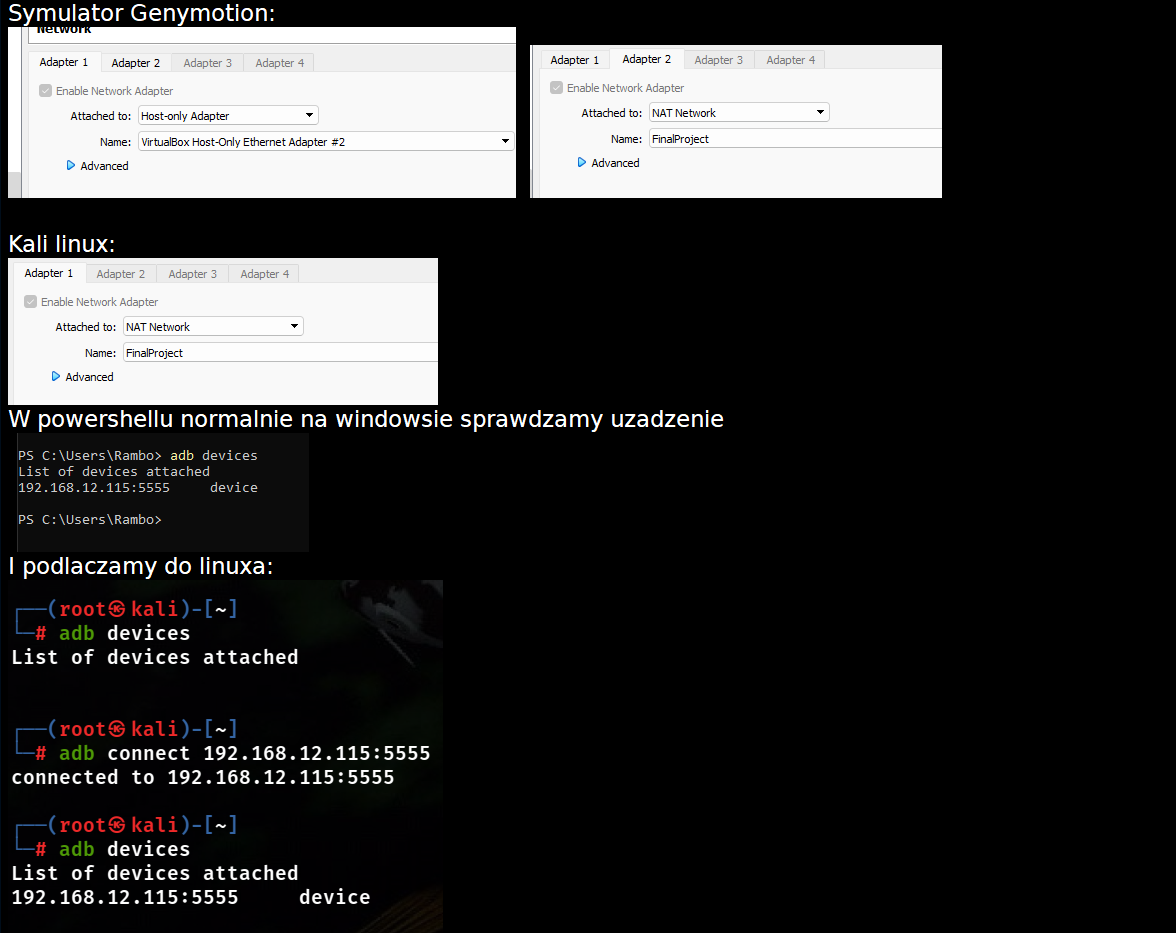 Symulator Genymotion:
Network
Adapter 1 Adapter 2 Adapter 3 Adapter 4
Enable Network Adapter
Attached to: Host-only Adapter
Name: VirtualBox Host-Only Ethernet Adapter #2
Advanced
Adapter 1 Adapter 2 Adapter 3 Adapter 4
Enable Network Adapter
Attached to: NAT Network
Name: FinalProject
Advanced
Kali linux:
Adapter 1 Adapter 2 Adapter 3 Adapter 4
Enable Network Adapter
Attached to: NAT Network
Name: FinalProject
Advanced
W powershellu normalnie na windowsie sprawdzamy uzadzenie
PS C:\Users\Rambo> adb devices
List of devices attached
192.168.12.115:5555 device
PS C:\Users\Rambo>
I podlaczamy do linuxa:
┌──(root㉿kali)-[~]
└─# adb devices
List of devices attached
┌──(root㉿kali)-[~]
└─# adb connect 192.168.12.115:5555
connected to 192.168.12.115:5555
┌──(root㉿kali)-[~]
└─# adb devices
List of devices attached
192.168.12.115:5555 device